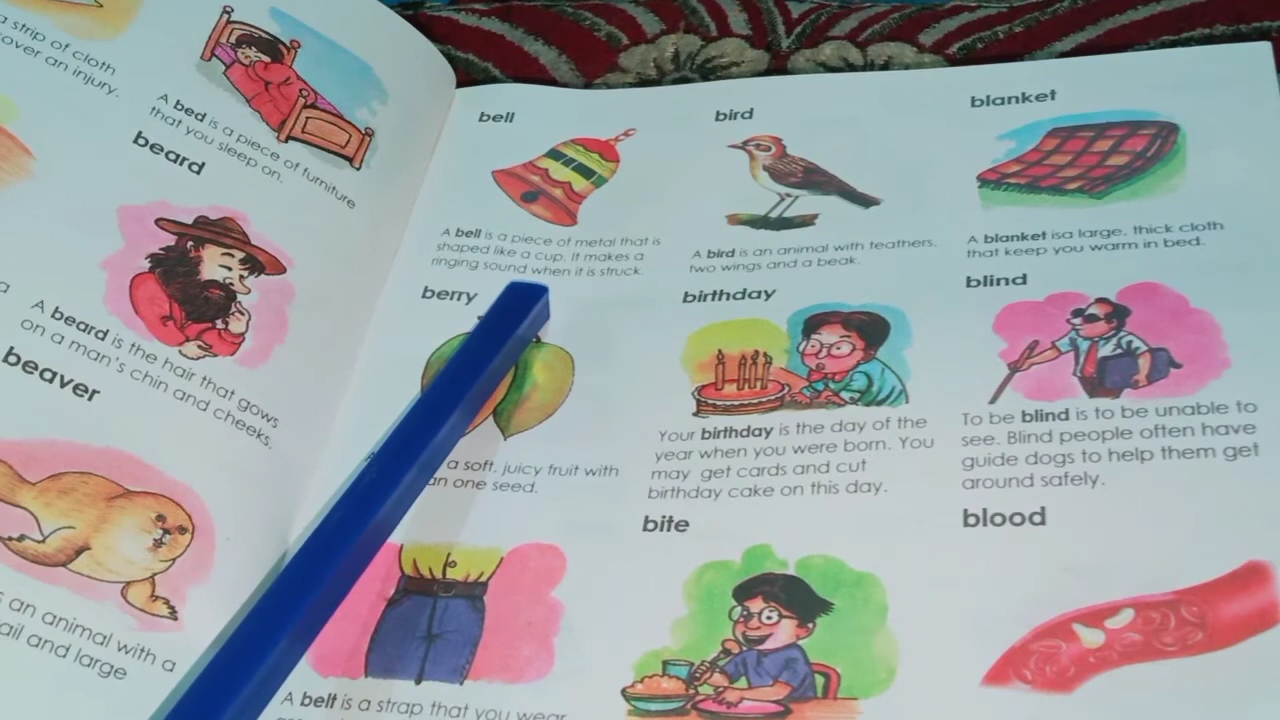 a strip of cloth
over an injury.
A bed is a piece of furniture
that you sleep on.
beard
A beard is the hair that gows
on a man's chin and cheeks.
beaver
an animal with a
ail and large
bell
A bell is a piece of metal that is
shaped like a cup. It makes a
ringing sound when it is struck.
berry
a soft, juicy fruit with
an one seed.
A belt is a strap that you wear
bird
A bird is an animal with feathers,
two wings and a beak.
birthday
Your birthday is the day of the
year when you were born. You
may get cards and cut
birthday cake on this day.
bite
blanket
A blanket isa large, thick cloth
that keep you warm in bed.
blind
To be blind is to be unable to
see. Blind people often have
guide dogs to help them get
around safely.
blood